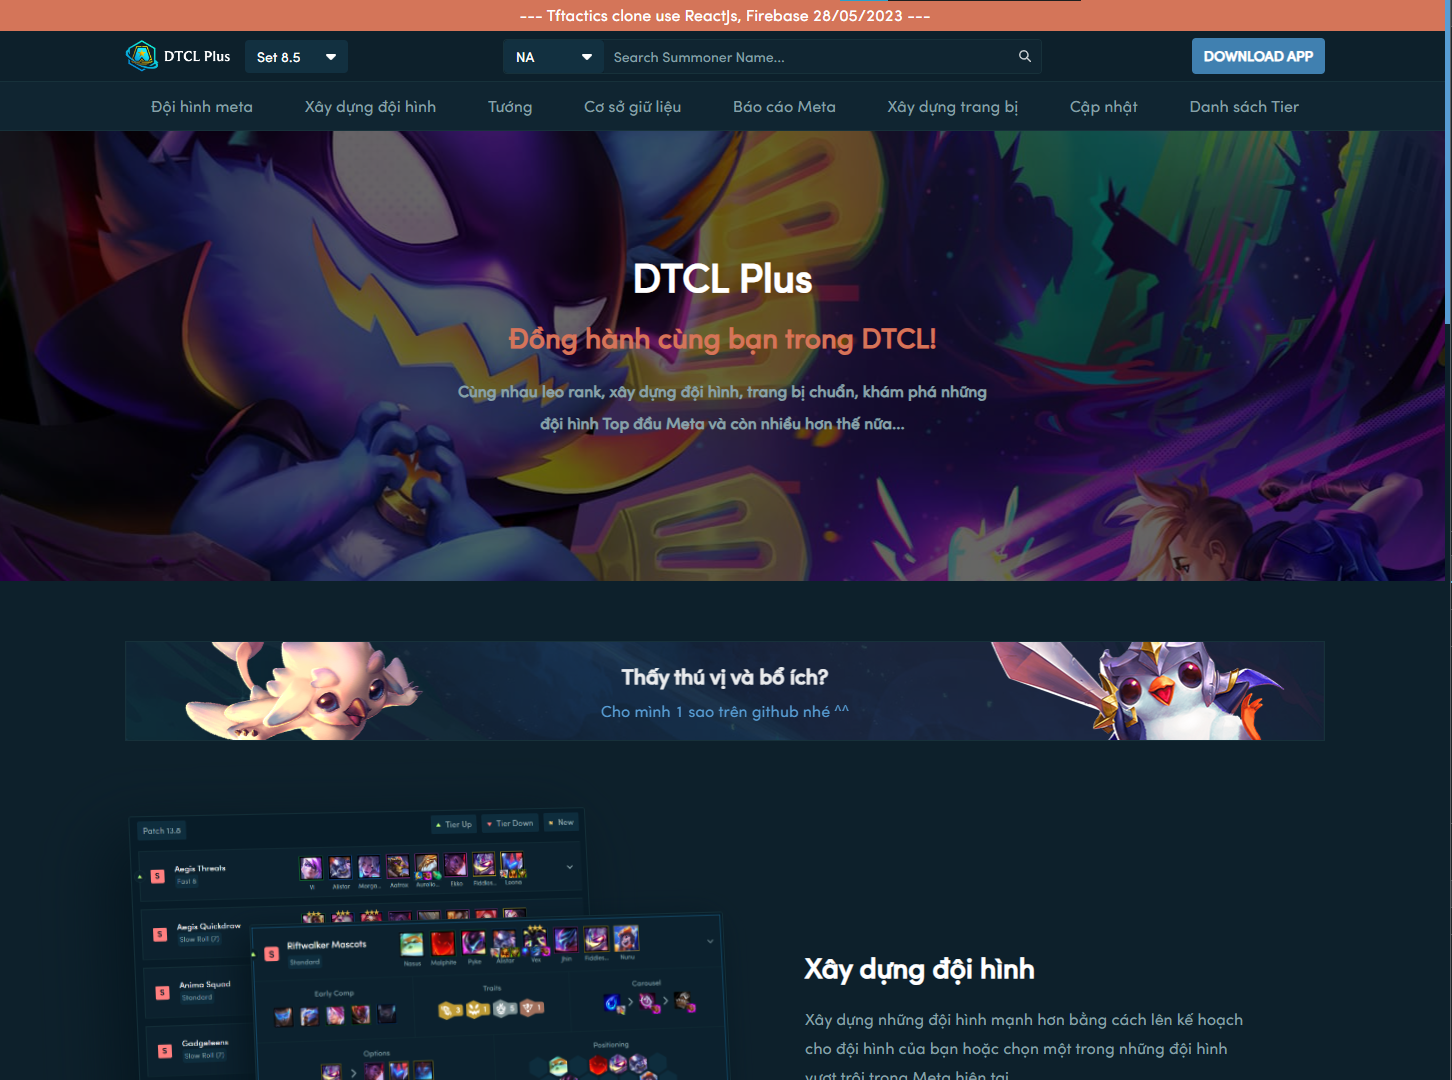 --- Tftactics clone use ReactJs, Firebase 28/05/2023 ---
DTCL Plus
Set 8.5
NA
Search Summoner Name...
DOWNLOAD APP
Đội hình meta
Xây dựng đội hình
Tướng
Cơ sở giữ liệu
Báo cáo Meta
Xây dựng trang bị
Cập nhật
Danh sách Tier
DTCL Plus
Đồng hành cùng bạn trong DTCL!
Cùng nhau leo rank, xây dựng đội hình, trang bị chuẩn, khám phá những
đội hình Top đầu Meta và còn nhiều hơn thế nữa...
Thấy thú vị và bổ ích?
Cho mình 1 sao trên github nhé ^^
Patch 13.8
Tier Up
Tier Down
New
S
Aegis Threats
Fast 8
Vi
Alistar
Morga...
Aatrox
Aurelio...
Ekko
Fiddles...
Leona
S
Aegis Quickdraw
Slow Roll (7)
S
Anima Squad
Standard
S
Gadgeteens
Slow Roll (7)
S
Riftwalker Mascots
Standard
Nasus
Malphite
Pyke
Alistar
Vex
Jhin
Fiddles...
Nunu
Early Comp
Traits
3
1
5
1
Carousel
Options
Positioning
Xây dựng đội hình
Xây dựng những đội hình mạnh hơn bằng cách lên kế hoạch
cho đội hình của bạn hoặc chọn một trong những đội hình
vượt trội trong Meta hiện tại